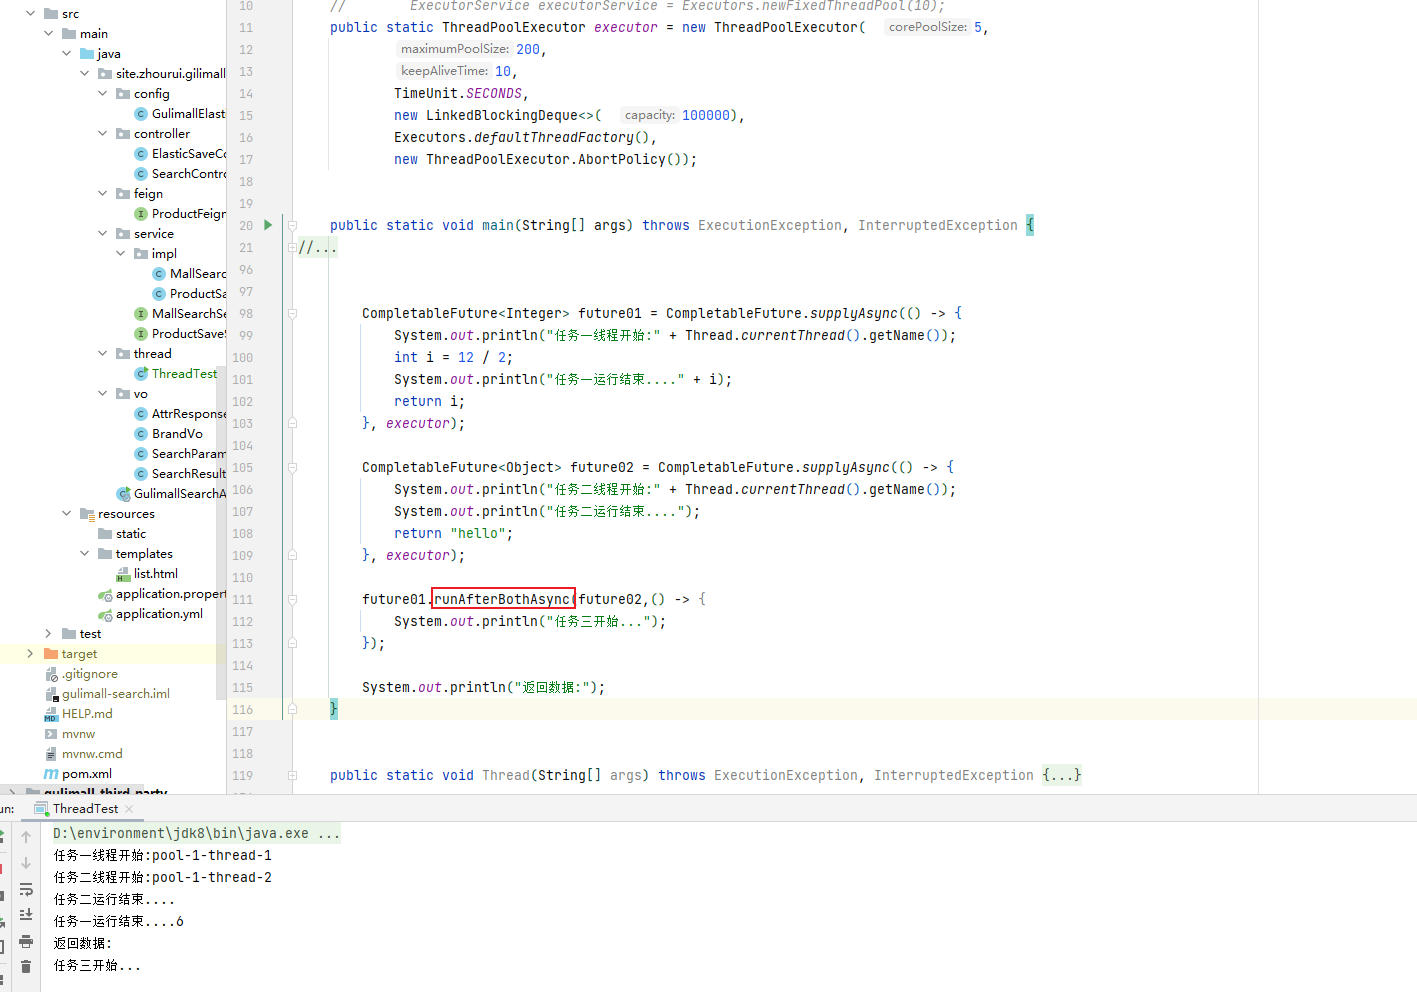 src
main
java
site.zhourui.gilimall
config
GulimallElast
controller
ElasticSaveCo
SearchContro
feign
ProductFeign
service
impl
MallSearc
ProductSa
MallSearchSe
ProductSaveS
thread
ThreadTest
vo
AttrResponse
BrandVo
SearchParam
SearchResult
GulimallSearchA
resources
static
templates
list.html
application.propert
application.yml
test
target
.gitignore
gulimall-search.iml
HELP.md
mvnw
mvnw.cmd
pom.xml
gulimall-third-party
10 // ExecutorService executorService = Executors.newFixedThreadPool(10);
11 public static ThreadPoolExecutor executor = new ThreadPoolExecutor( corePoolSize: 5,
12 maximumPoolSize: 200,
13 keepAliveTime: 10,
14 TimeUnit.SECONDS,
15 new LinkedBlockingDeque<>( capacity: 100000),
16 Executors.defaultThreadFactory(),
17 new ThreadPoolExecutor.AbortPolicy());
18
19
20 public static void main(String[] args) throws ExecutionException, InterruptedException {
21 //...
96
97
98 CompletableFuture<Integer> future01 = CompletableFuture.supplyAsync(() -> {
99 System.out.println("任务一线程开始:" + Thread.currentThread().getName());
100 int i = 12 / 2;
101 System.out.println("任务一运行结束...." + i);
102 return i;
103 }, executor);
104
105 CompletableFuture<Object> future02 = CompletableFuture.supplyAsync(() -> {
106 System.out.println("任务二线程开始:" + Thread.currentThread().getName());
107 System.out.println("任务二运行结束....");
108 return "hello";
109 }, executor);
110
111 future01.runAfterBothAsync(future02,() -> {
112 System.out.println("任务三开始...");
113 });
114
115 System.out.println("返回数据:");
116 }
117
118
119 public static void Thread(String[] args) throws ExecutionException, InterruptedException {...}
un: ThreadTest
D:\environment\jdk8\bin\java.exe ...
任务一线程开始:pool-1-thread-1
任务二线程开始:pool-1-thread-2
任务二运行结束....
任务一运行结束....6
返回数据:
任务三开始...